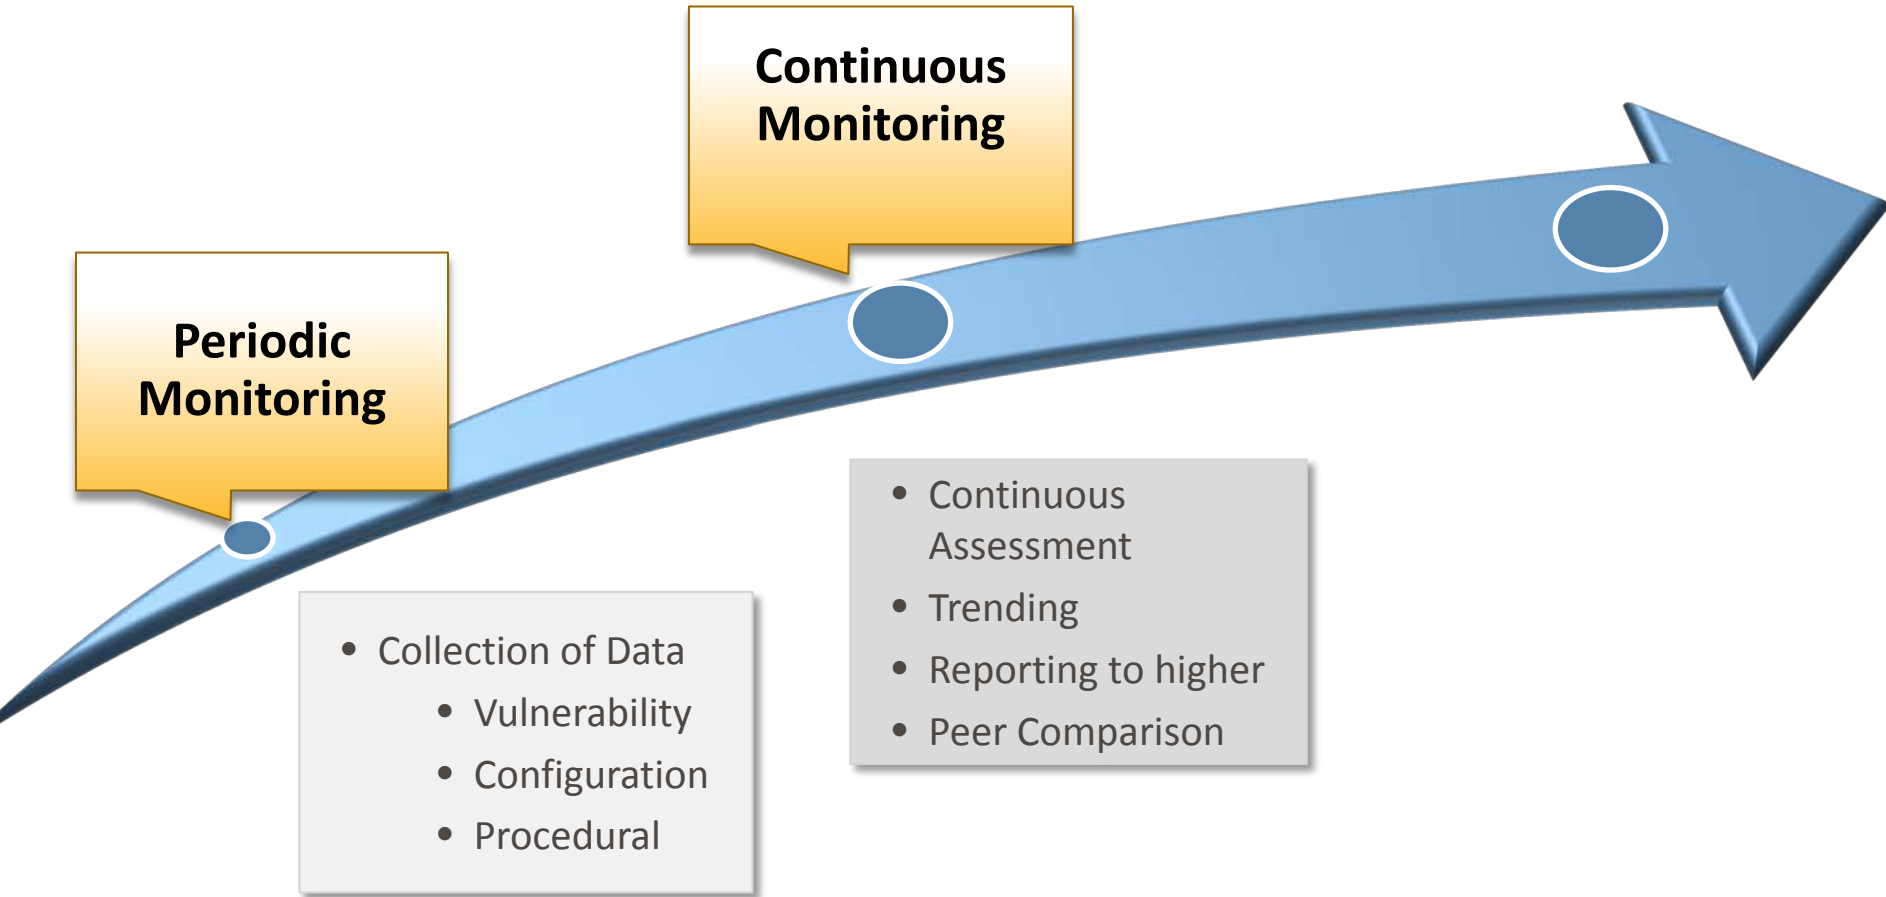 Continuous
Monitoring
Periodic
Monitoring
• Continuous
Assessment
• Trending
• Reporting to higher
• Peer Comparison
• Collection of Data
• Vulnerability
• Configuration
• Procedural